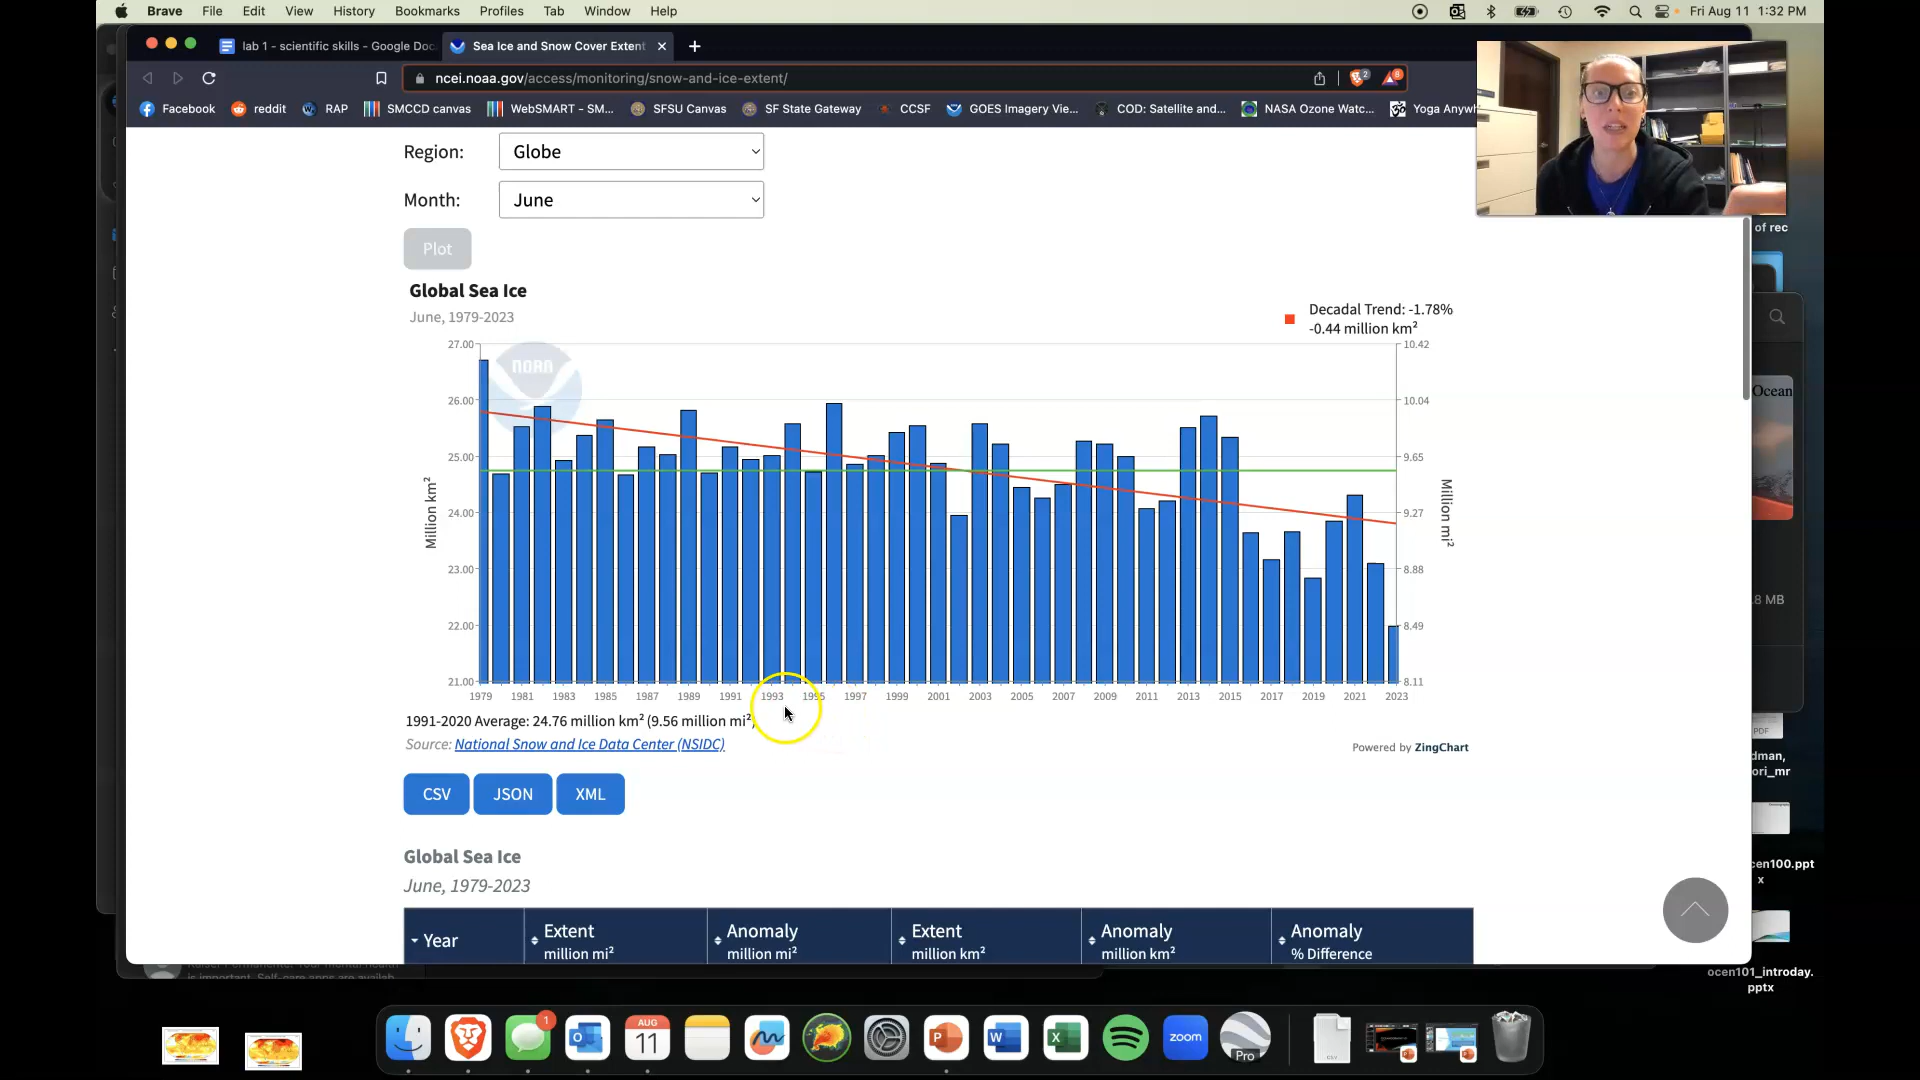 Brave File Edit View History Bookmarks Profiles Tab Window Help Fri Aug 11 1:32 PM
lab 1 - scientific skills - Google Doc Sea Ice and Snow Cover Extent
ncei.noaa.gov/access/monitoring/snow-and-ice-extent/ 2 8
Facebook reddit RAP SMCCD canvas WebSMART - SM... SFSU Canvas SF State Gateway CCSF GOES Imagery Vie... COD: Satellite and... NASA Ozone Watc... Yoga Anyw
Region: Globe
Month: June
of rec
Plot
Global Sea Ice
June, 1979-2023
Decadal Trend: -1.78%
-0.44 million km²
NOAA
27.00 10.42
26.00 10.04
25.00 9.65
24.00 9.27
23.00 8.88
22.00 8.49
21.00 8.11
Million km²
Million mi²
Ocean
.8 MB
1979 1981 1983 1985 1987 1989 1991 1993 1995 1997 1999 2001 2003 2005 2007 2009 2011 2013 2015 2017 2019 2021 2023
1991-2020 Average: 24.76 million km² (9.56 million mi²
Source: National Snow and Ice Data Center (NSIDC)
Powered by ZingChart
PDF
dman,
ori_mr
CSV JSON XML
Global Sea Ice
June, 1979-2023
cen100.ppt
x
Year Extent million mi² Anomaly million mi² Extent million km² Anomaly million km² Anomaly % Difference
ocen101_introday.
pptx
1
AUG
11
zoom
Pro
CSV